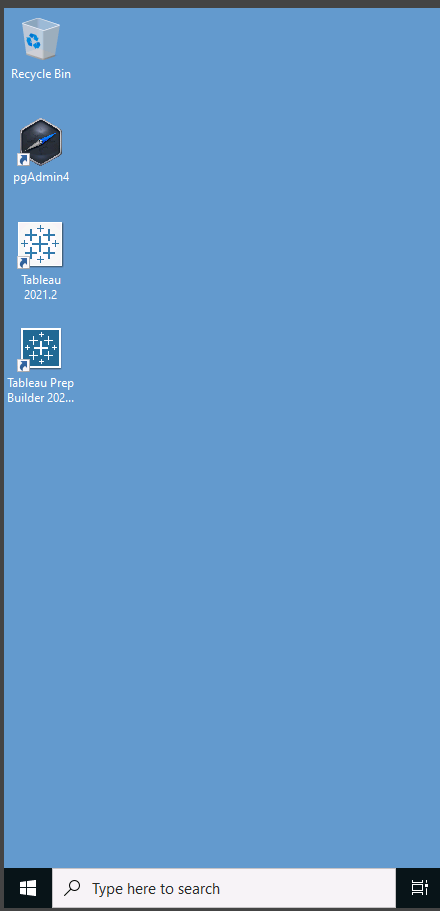 Recycle Bin
pgAdmin4
Tableau
2021.2
Tableau Prep
Builder 202...
Type here to search